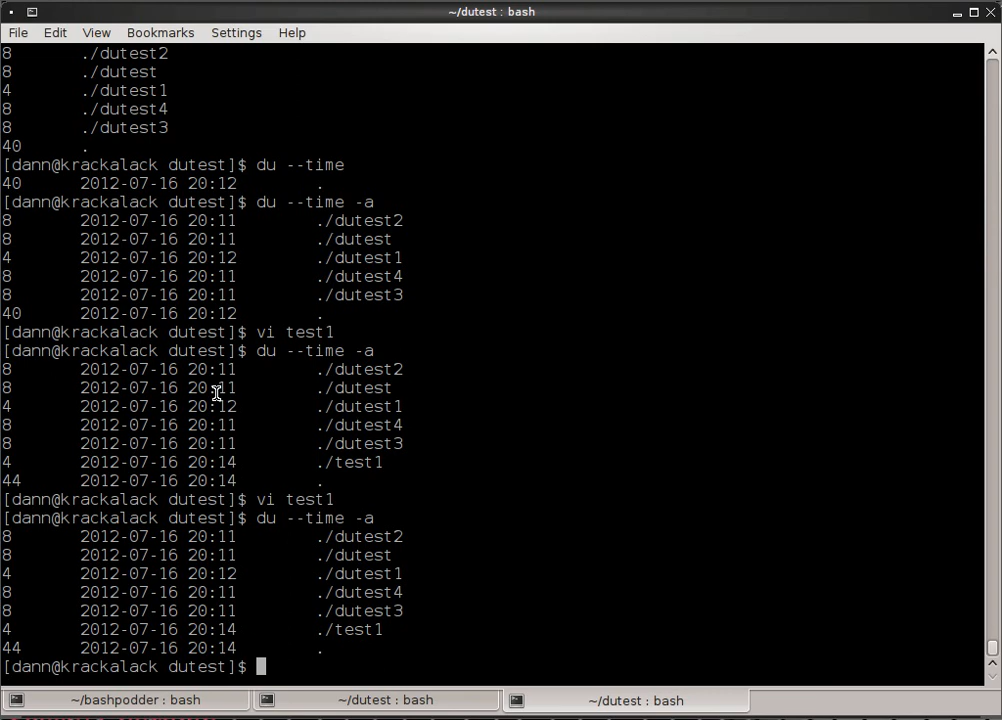 ~/dutest : bash
File Edit View Bookmarks Settings Help
8 ./dutest2
8 ./dutest
4 ./dutest1
8 ./dutest4
8 ./dutest3
40 .
[dann@krackalack dutest]$ du --time
40 2012-07-16 20:12 .
[dann@krackalack dutest]$ du --time -a
8 2012-07-16 20:11 ./dutest2
8 2012-07-16 20:11 ./dutest
4 2012-07-16 20:12 ./dutest1
8 2012-07-16 20:11 ./dutest4
8 2012-07-16 20:11 ./dutest3
40 2012-07-16 20:12 .
[dann@krackalack dutest]$ vi test1
[dann@krackalack dutest]$ du --time -a
8 2012-07-16 20:11 ./dutest2
8 2012-07-16 20:11 ./dutest
4 2012-07-16 20:12 ./dutest1
8 2012-07-16 20:11 ./dutest4
8 2012-07-16 20:11 ./dutest3
4 2012-07-16 20:14 ./test1
44 2012-07-16 20:14 .
[dann@krackalack dutest]$ vi test1
[dann@krackalack dutest]$ du --time -a
8 2012-07-16 20:11 ./dutest2
8 2012-07-16 20:11 ./dutest
4 2012-07-16 20:12 ./dutest1
8 2012-07-16 20:11 ./dutest4
8 2012-07-16 20:11 ./dutest3
4 2012-07-16 20:14 ./test1
44 2012-07-16 20:14 .
[dann@krackalack dutest]$
~/bashpodder : bash ~/dutest : bash ~/dutest : bash